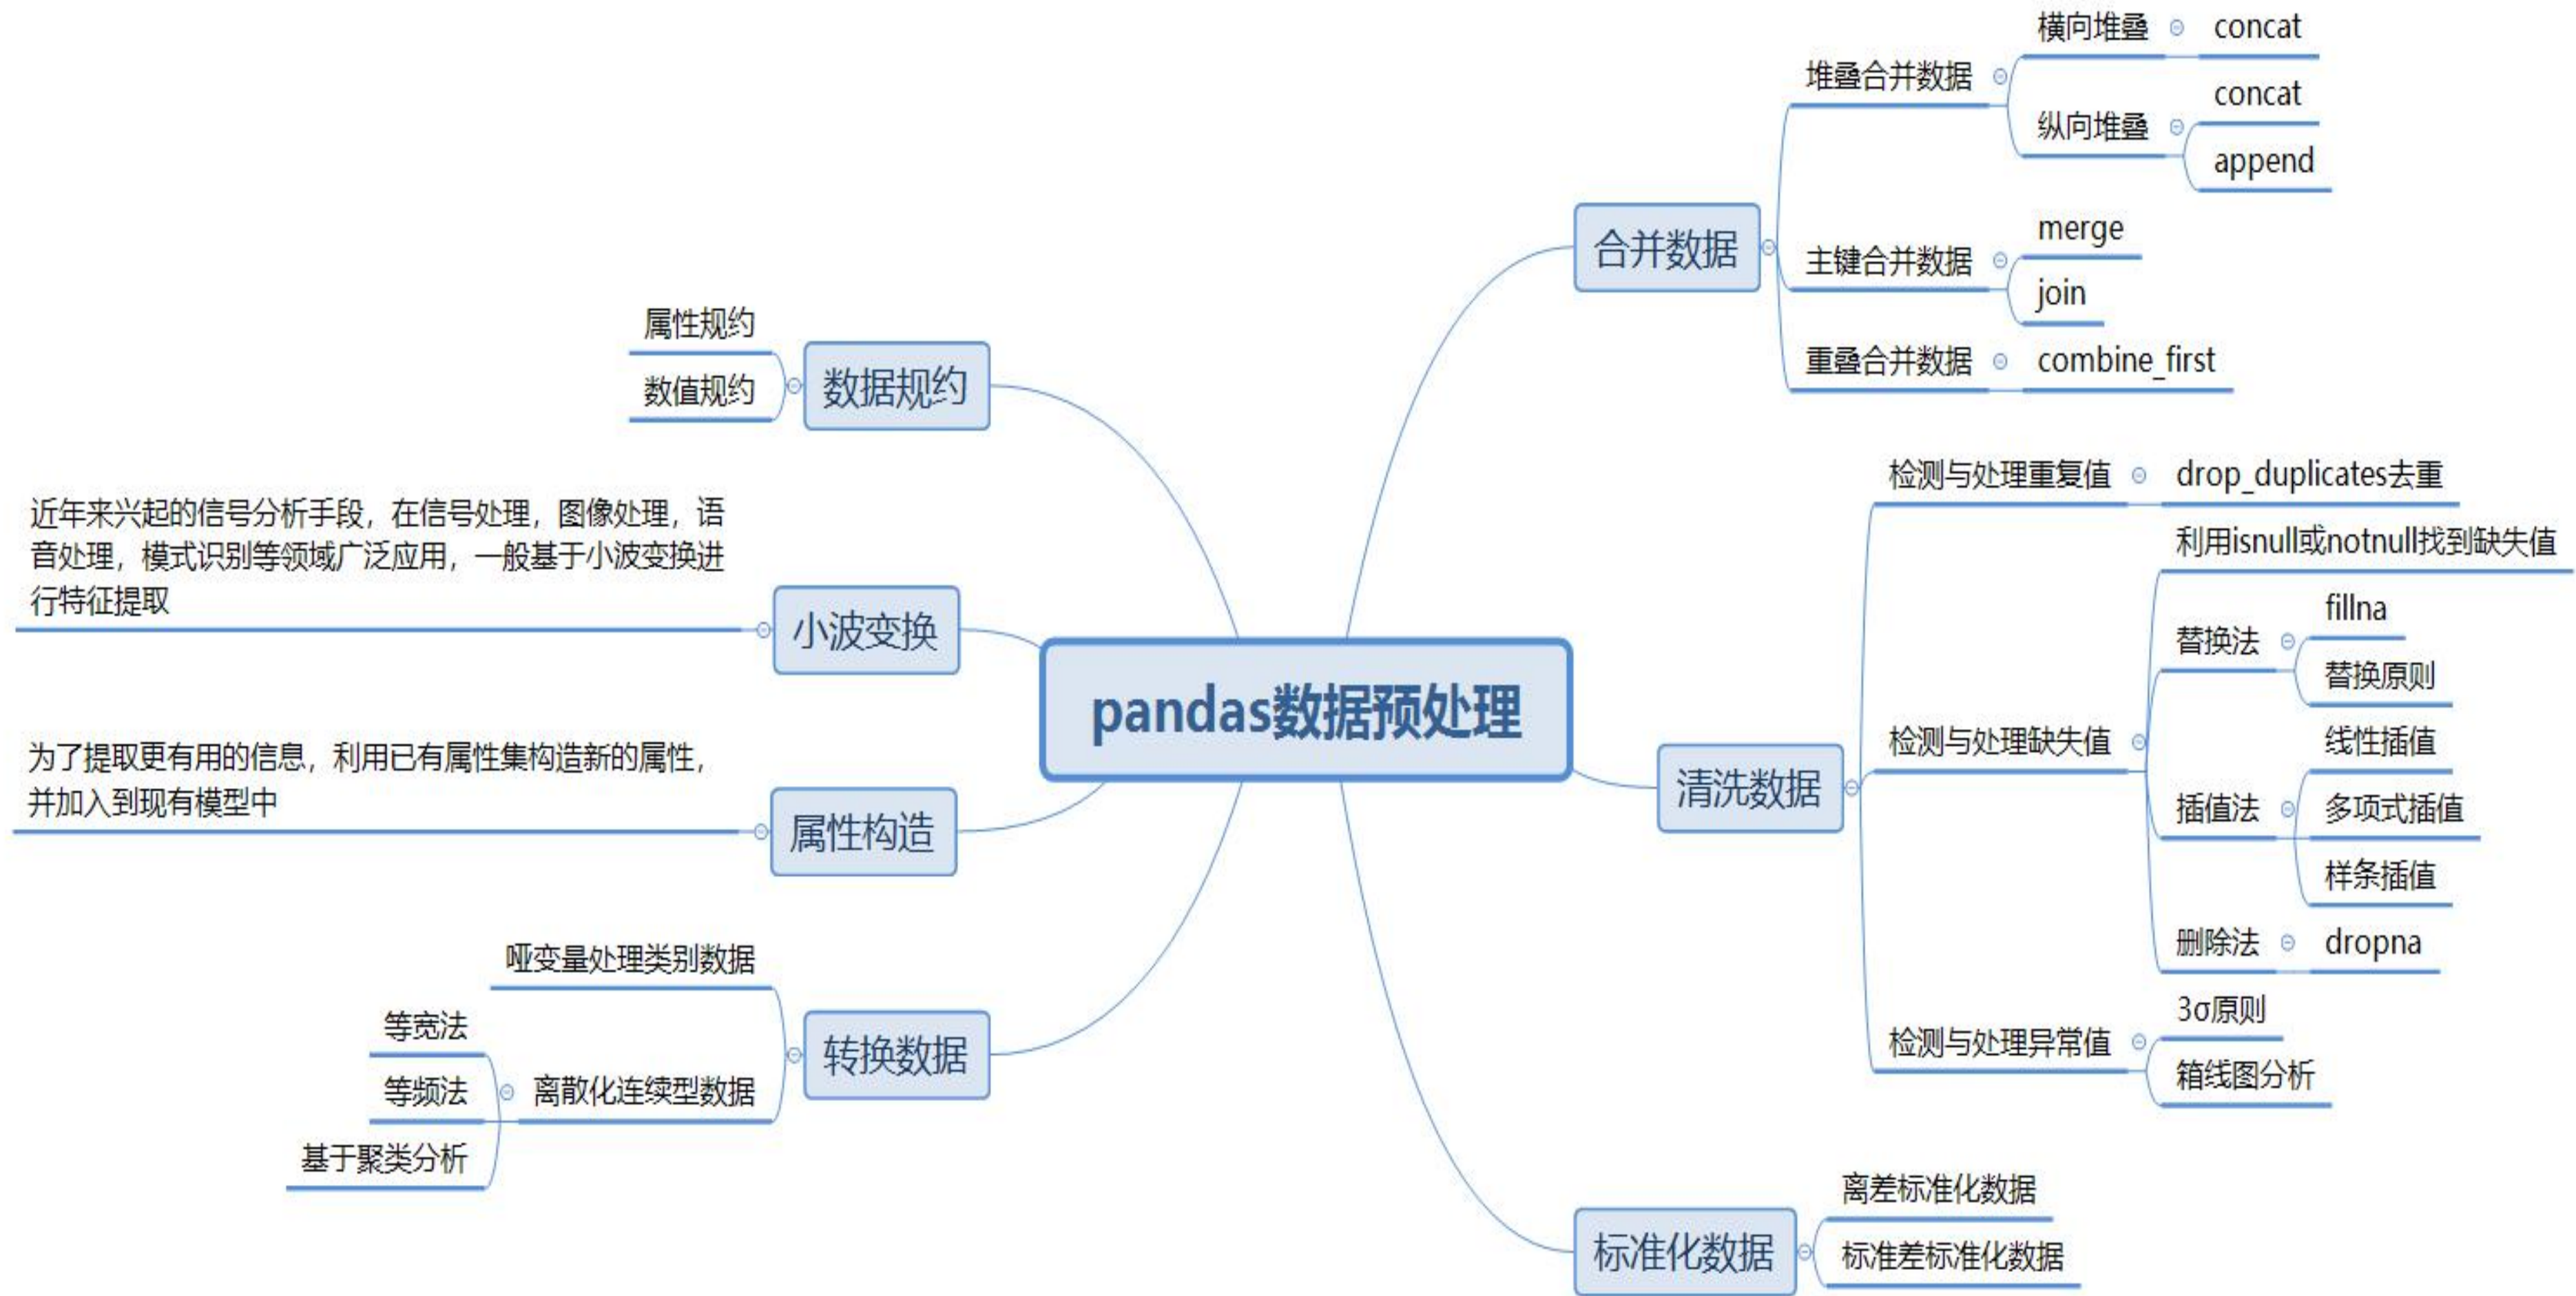 pandas数据预处理
合并数据
堆叠合并数据
横向堆叠
concat
纵向堆叠
concat
append
主键合并数据
merge
join
重叠合并数据
combine_first
清洗数据
检测与处理重复值
drop_duplicates去重
检测与处理缺失值
利用isnull或notnull找到缺失值
替换法
fillna
替换原则
插值法
线性插值
多项式插值
样条插值
删除法
dropna
检测与处理异常值
3σ原则
箱线图分析
标准化数据
离差标准化数据
标准差标准化数据
数据规约
属性规约
数值规约
小波变换
近年来兴起的信号分析手段，在信号处理，图像处理，语
音处理，模式识别等领域广泛应用，一般基于小波变换进
行特征提取
属性构造
为了提取更有用的信息，利用已有属性集构造新的属性，
并加入到现有模型中
转换数据
哑变量处理类别数据
离散化连续型数据
等宽法
等频法
基于聚类分析